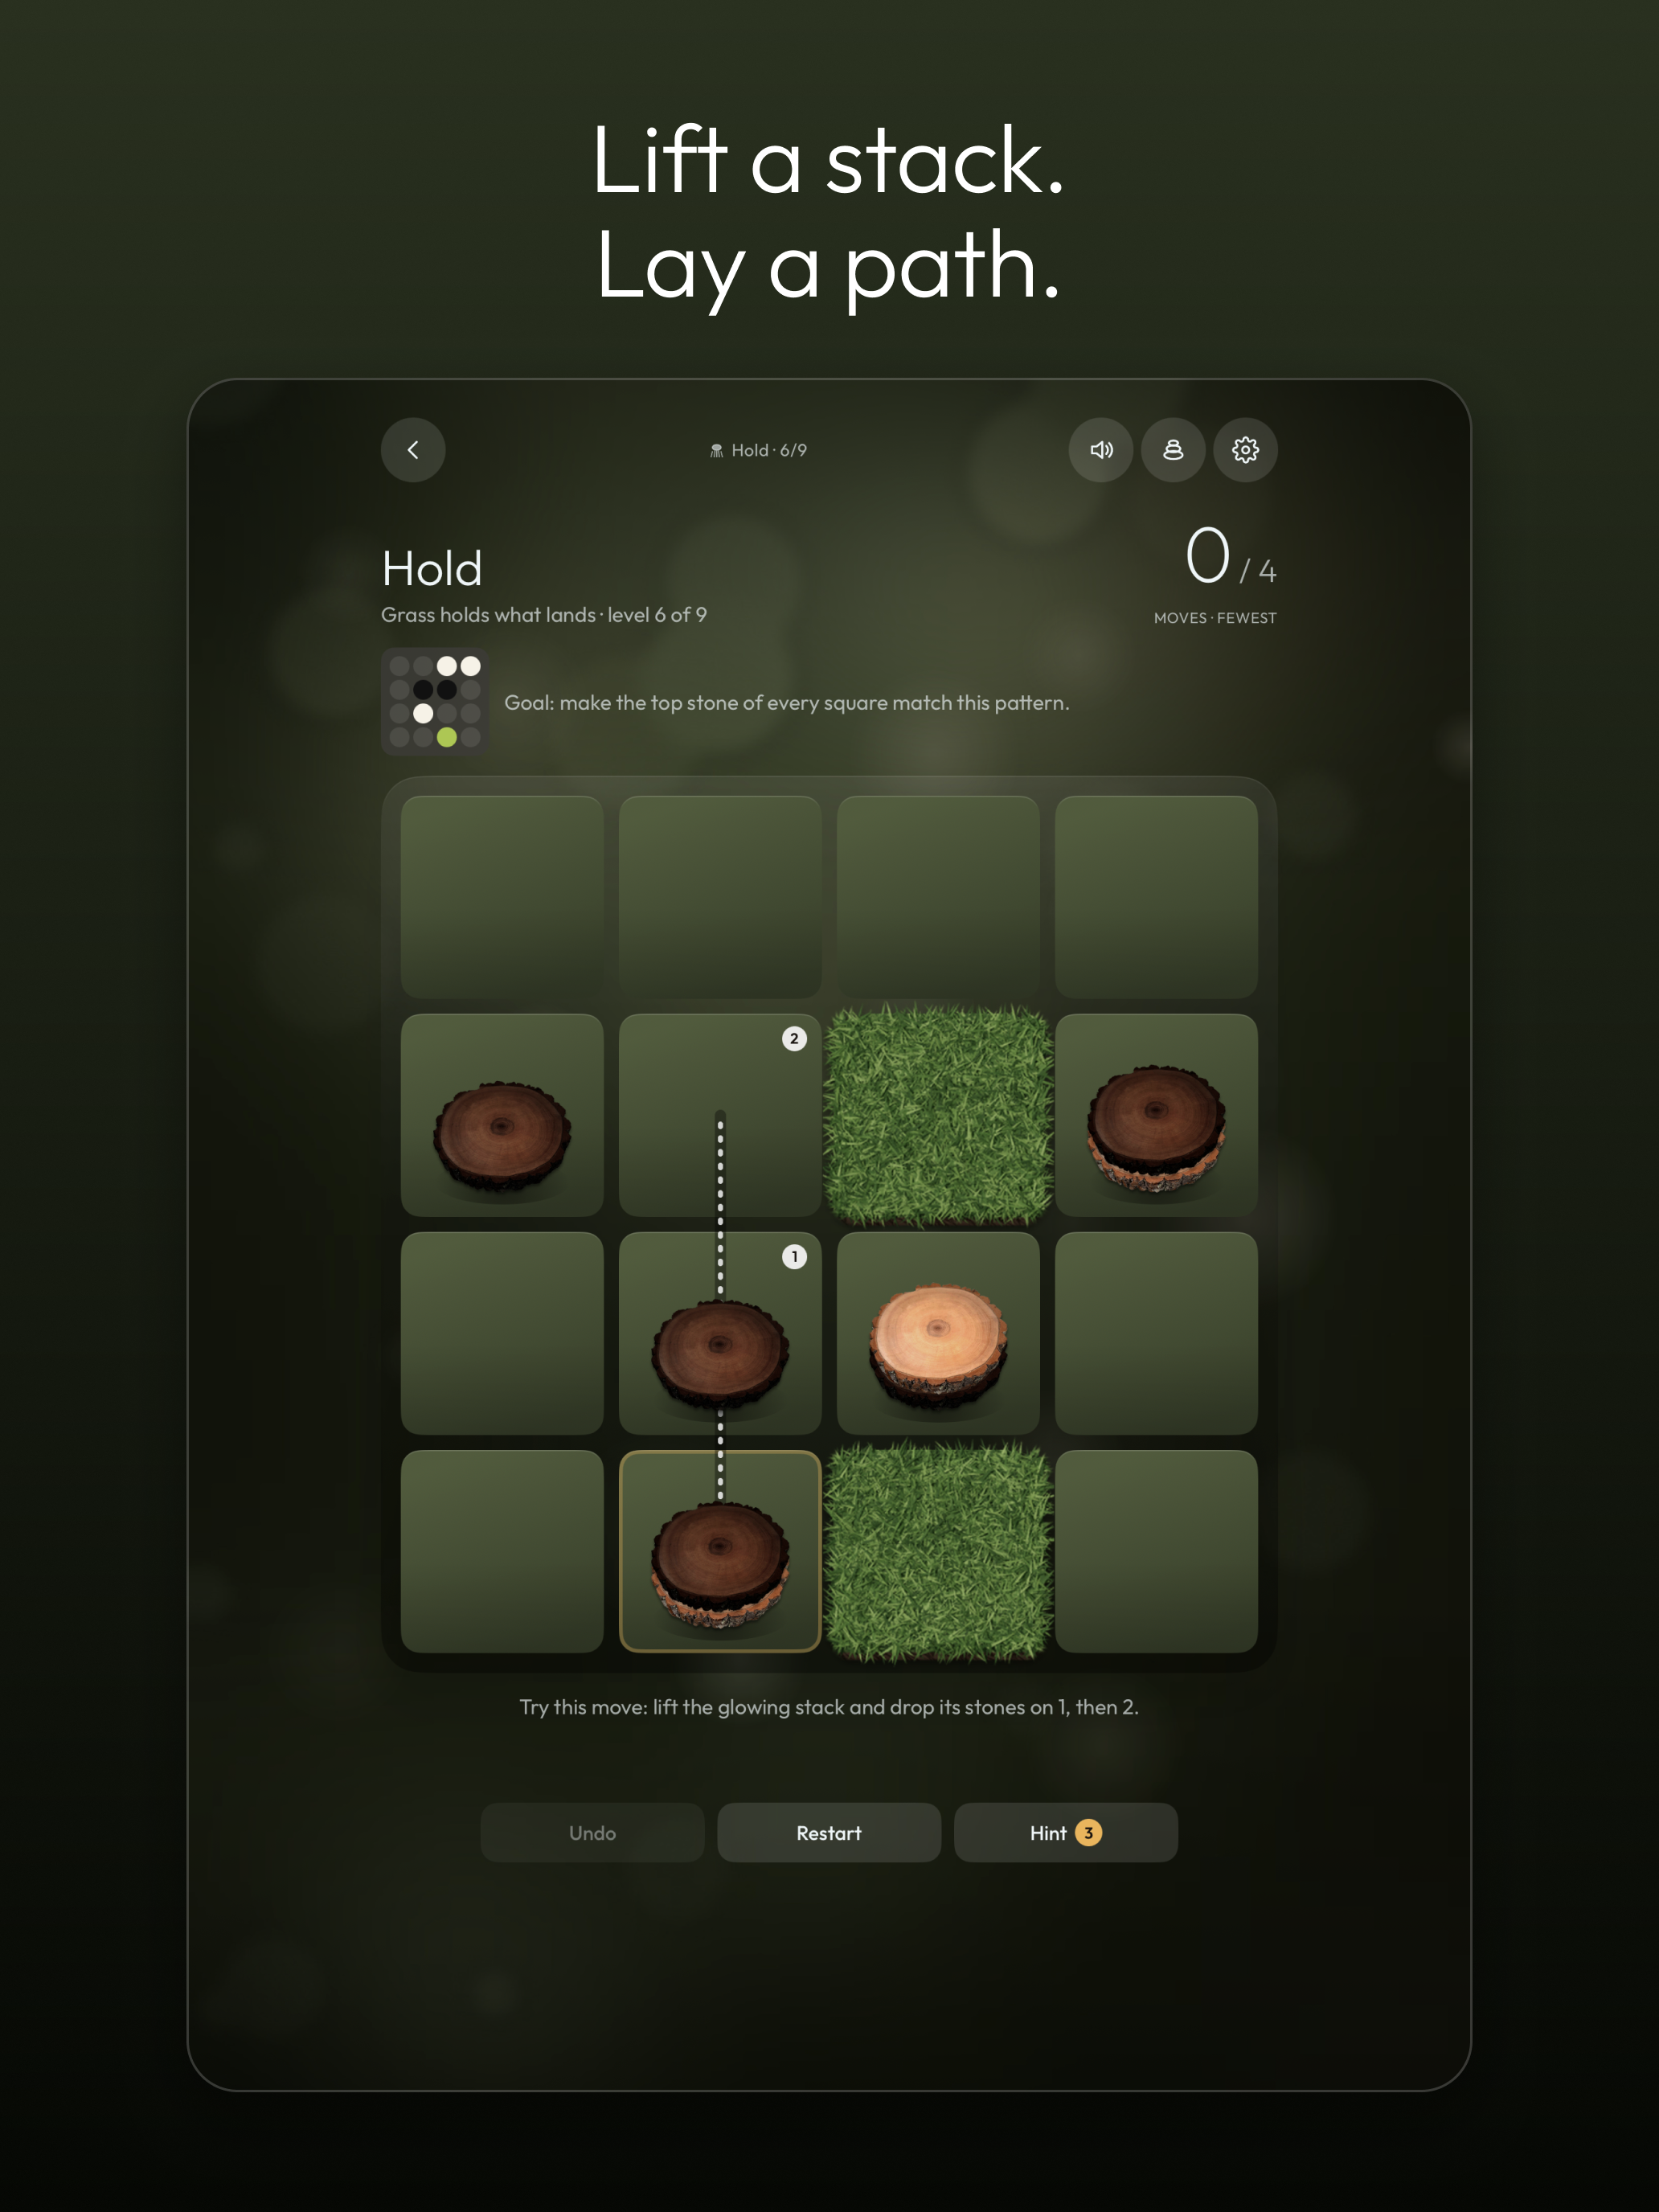 Lift a stack.
Lay a path.
Hold · 6/9
Hold
0 / 4
Grass holds what lands · level 6 of 9
MOVES · FEWEST
Goal: make the top stone of every square match this pattern.
2
1
Try this move: lift the glowing stack and drop its stones on 1, then 2.
Undo
Restart
Hint 3